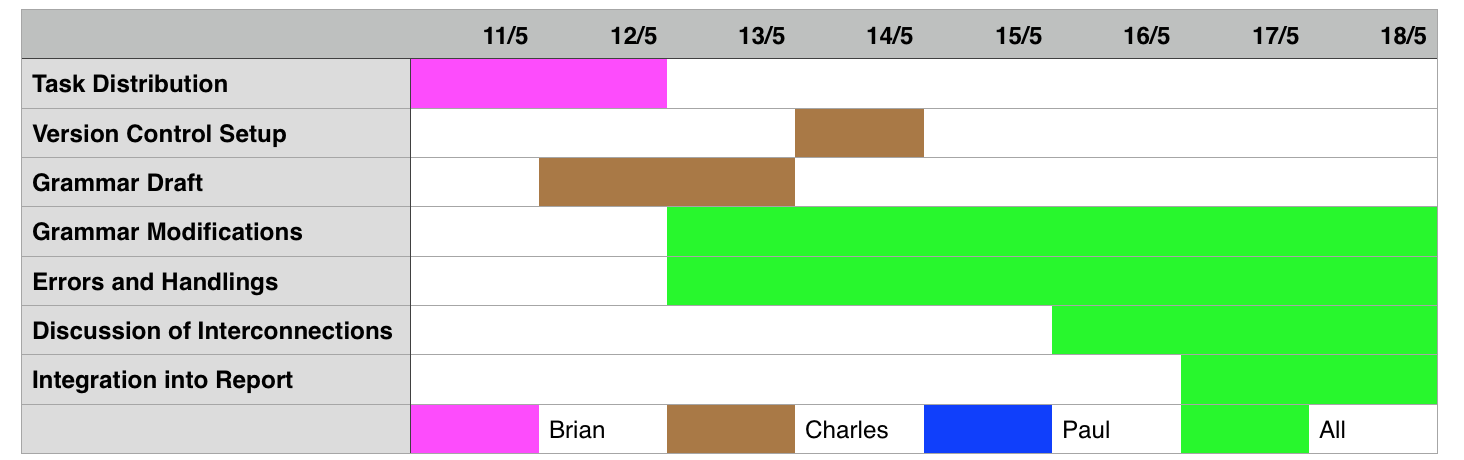 11/5 12/5 13/5 14/5 15/5 16/5 17/5 18/5
Task Distribution
Version Control Setup
Grammar Draft
Grammar Modifications
Errors and Handlings
Discussion of Interconnections
Integration into Report
Brian Charles Paul All